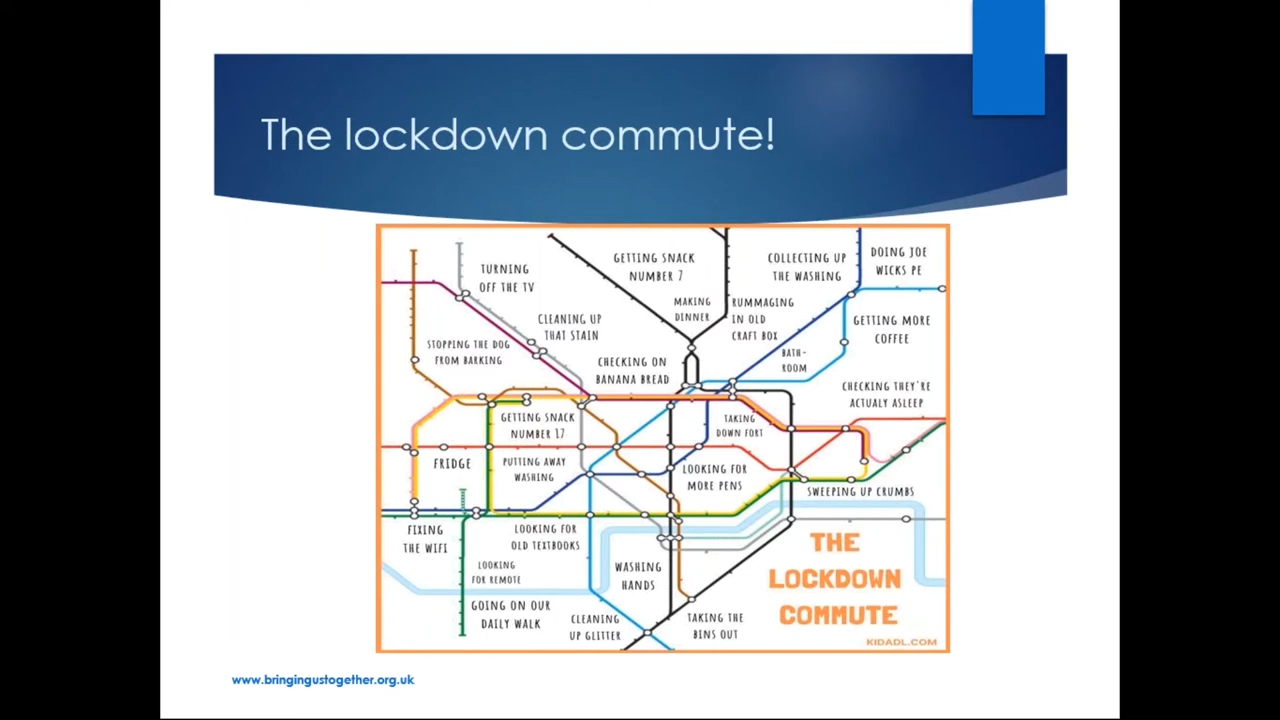 The lockdown commute!
GETTING SNACK
NUMBER 7
COLLECTING UP
THE WASHING
DOING JOE
WICKS PE
TURNING
OFF THE TV
MAKING
DINNER
RUMMAGING
IN OLD
CRAFT BOX
CLEANING UP
THAT STAIN
GETTING MORE
COFFEE
STOPPING THE DOG
FROM BARKING
CHECKING ON
BANANA BREAD
BATH-
ROOM
CHECKING THEY'RE
ACTUALY ASLEEP
GETTING SNACK
NUMBER 17
TAKING
DOWN FORT
FRIDGE
PUTTING AWAY
WASHING
LOOKING FOR
MORE PENS
SWEEPING UP CRUMBS
FIXING
THE WIFI
LOOKING FOR
OLD TEXTBOOKS
LOOKING
FOR REMOTE
WASHING
HANDS
GOING ON OUR
DAILY WALK
CLEANING
UP GLITTER
TAKING THE
BINS OUT
THE
LOCKDOWN
COMMUTE
KIDADL.COM
www.bringingustogether.org.uk